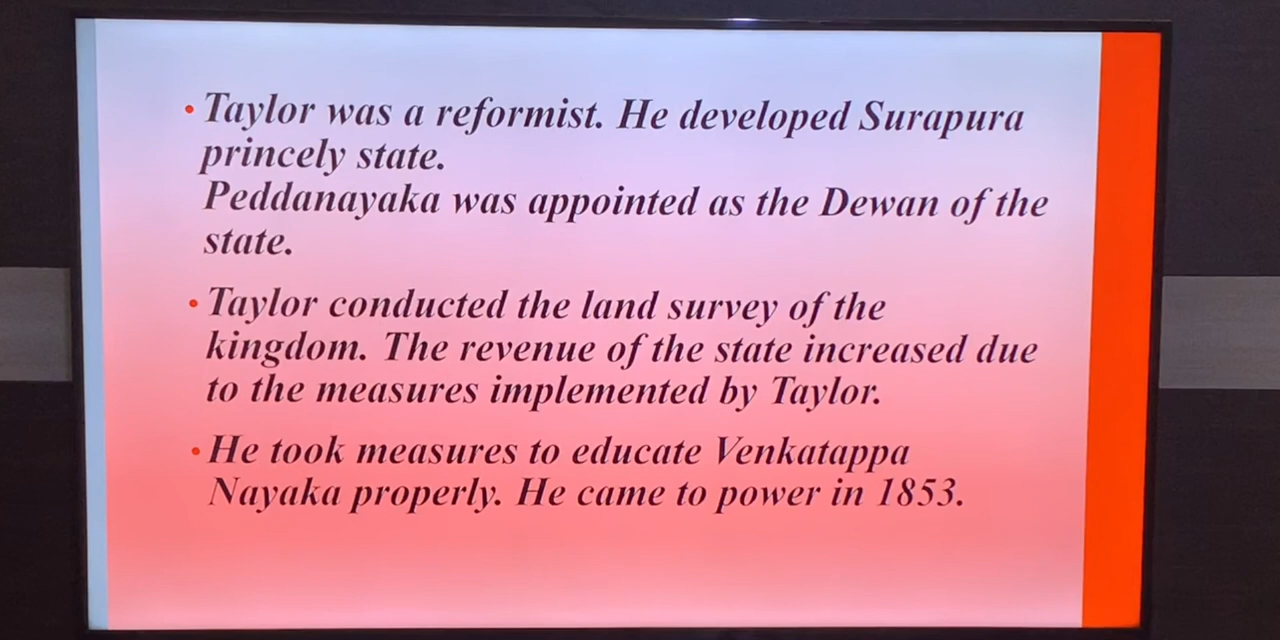 • Taylor was a reformist. He developed Surapura
princely state.
Peddanayaka was appointed as the Dewan of the
state.
• Taylor conducted the land survey of the
kingdom. The revenue of the state increased due
to the measures implemented by Taylor.
• He took measures to educate Venkatappa
Nayaka properly. He came to power in 1853.